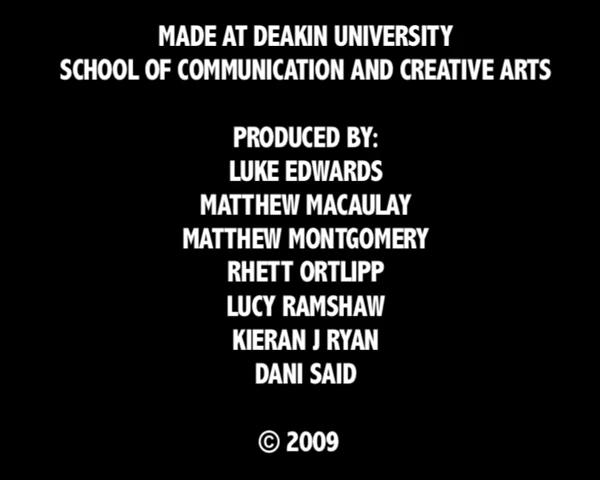 MADE AT DEAKIN UNIVERSITY
SCHOOL OF COMMUNICATION AND CREATIVE ARTS
PRODUCED BY:
LUKE EDWARDS
MATTHEW MACAULAY
MATTHEW MONTGOMERY
RHETT ORTLIPP
LUCY RAMSHAW
KIERAN J RYAN
DANI SAID
© 2009